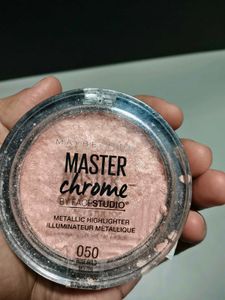 MAYBELLINE
MASTER
chrome
BY FACESTUDIO®
METALLIC HIGHLIGHTER
ILLUMINATEUR MÉTALLIQUE
050